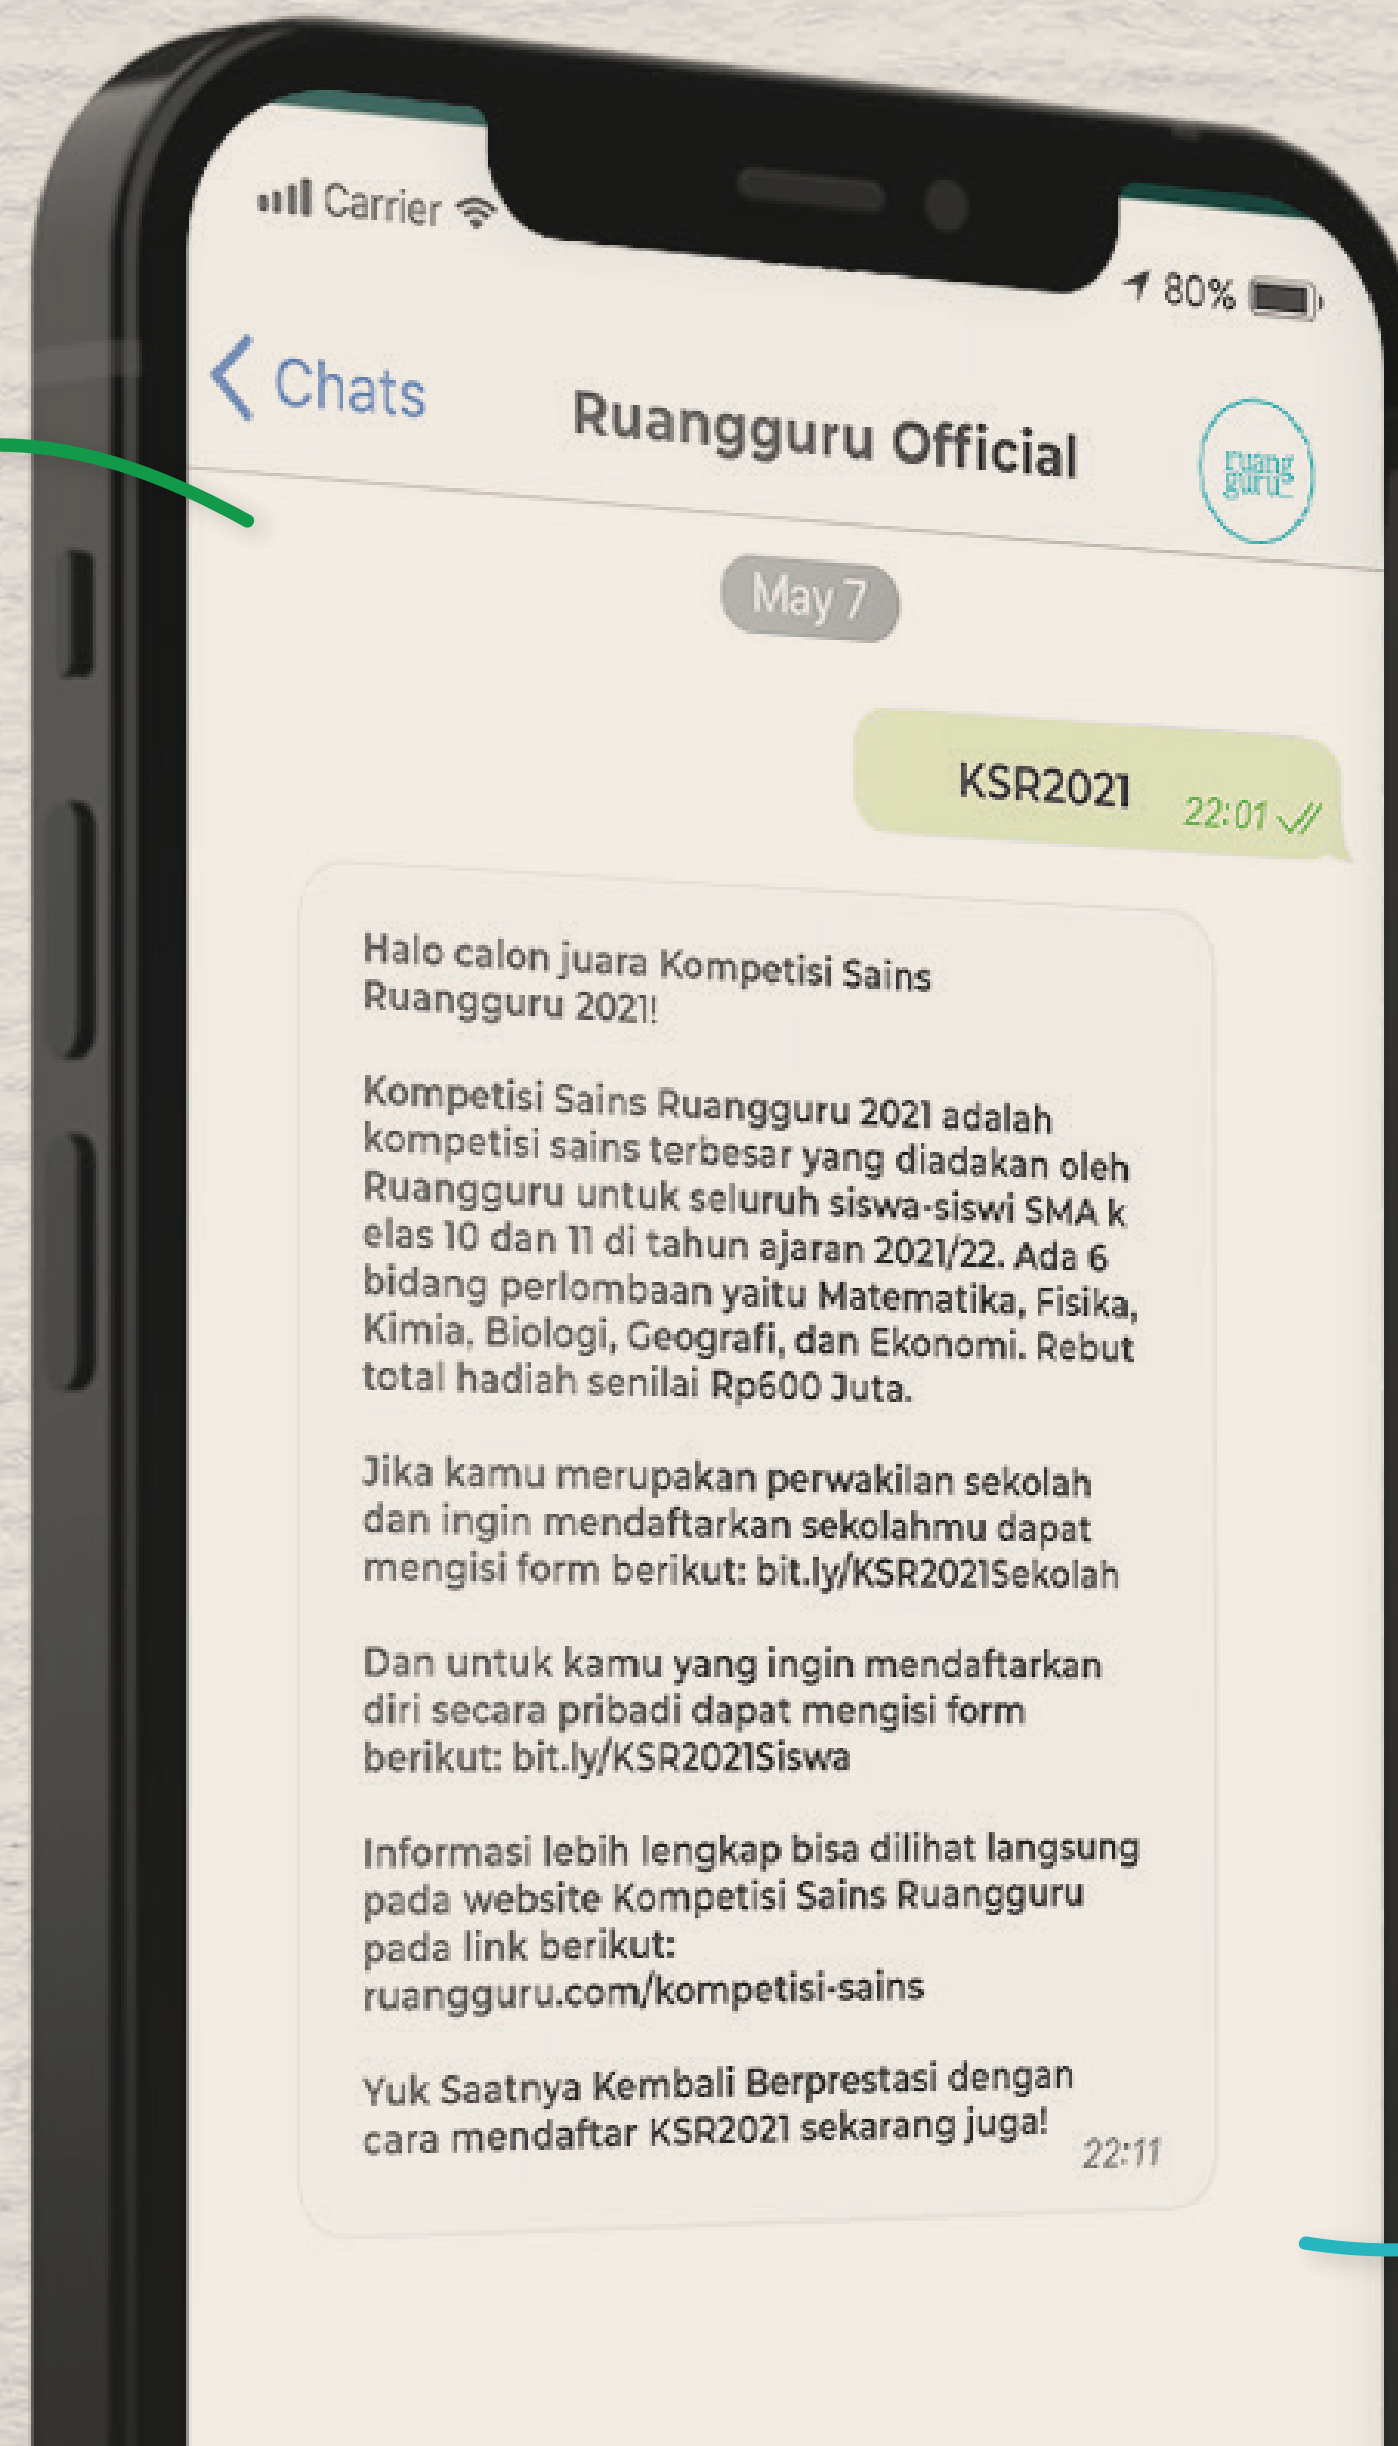 Carrier
80%
Chats
Ruangguru Official
ruang
guru
May 7
KSR2021
22:01
Halo calon juara Kompetisi Sains
Ruangguru 2021!
Kompetisi Sains Ruangguru 2021 adalah
kompetisi sains terbesar yang diadakan oleh
Ruangguru untuk seluruh siswa-siswi SMA k
elas 10 dan 11 di tahun ajaran 2021/22. Ada 6
bidang perlombaan yaitu Matematika, Fisika,
Kimia, Biologi, Geografi, dan Ekonomi. Rebut
total hadiah senilai Rp600 Juta.
Jika kamu merupakan perwakilan sekolah
dan ingin mendaftarkan sekolahmu dapat
mengisi form berikut: bit.ly/KSR2021Sekolah
Dan untuk kamu yang ingin mendaftarkan
diri secara pribadi dapat mengisi form
berikut: bit.ly/KSR2021Siswa
Informasi lebih lengkap bisa dilihat langsung
pada website Kompetisi Sains Ruangguru
pada link berikut:
ruangguru.com/kompetisi-sains
Yuk Saatnya Kembali Berprestasi dengan
cara mendaftar KSR2021 sekarang juga!
22:11